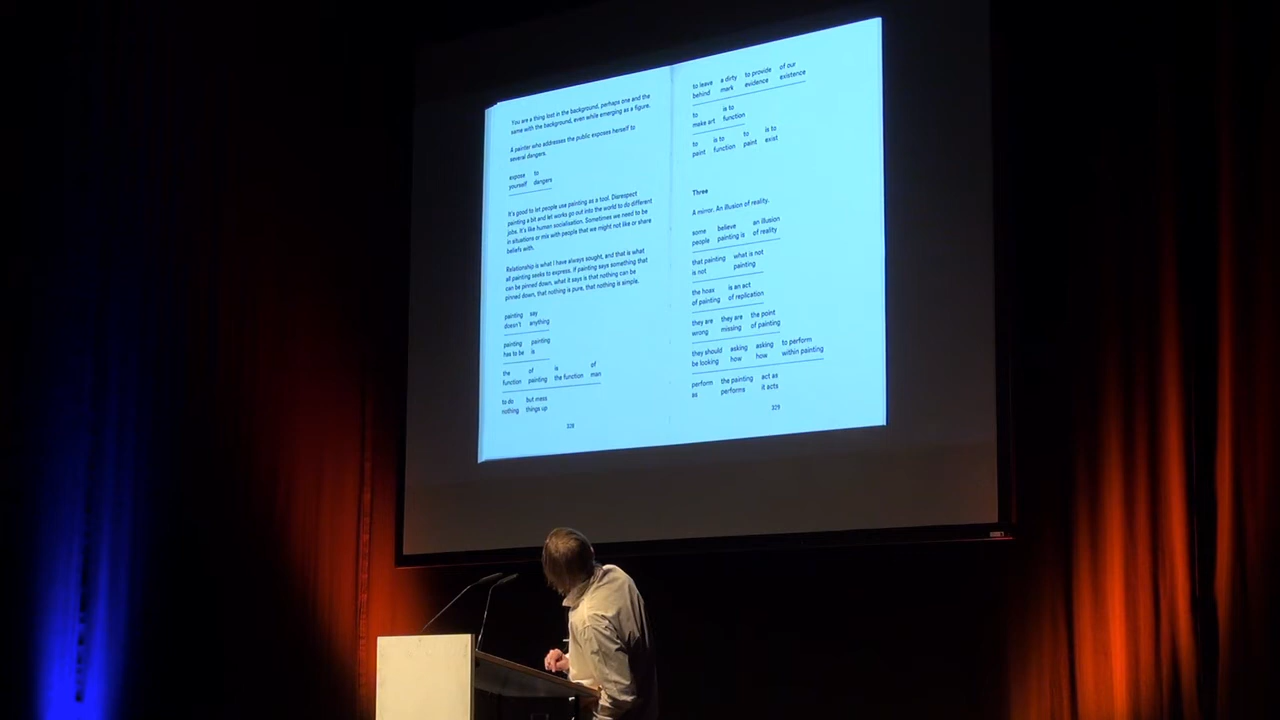 You are a thing lost in the background, perhaps one and the
same with the background, even while emerging as a figure.
A painter who addresses the public exposes herself to
several dangers.
expose to
yourself dangers
It's good to let people use painting as a tool. Disrespect
painting a bit and let works go out into the world to do different
jobs. It's like human socialisation. Sometimes we need to be
in situations or mix with people that we might not like or share
beliefs with.
Relationship is what I have always sought, and that is what
all painting seeks to express. If painting says something that
can be pinned down, what it says is that nothing can be
pinned down, that nothing is pure, that nothing is simple.
painting say
doesn't anything
painting painting
has to be is
the of is of
function painting the function man
to do but mess
nothing things up
328
to leave a dirty to provide of our
behind mark evidence existence
to is to
make art function
to is to to is to
paint function paint exist
Three
A mirror. An illusion of reality.
some believe an illusion
people painting is of reality
that painting what is not
is not painting
the hoax is an act
of painting of replication
they are they are the point
wrong missing of painting
they should asking asking to perform
be looking how how within painting
perform the painting act as
as performs it acts
329